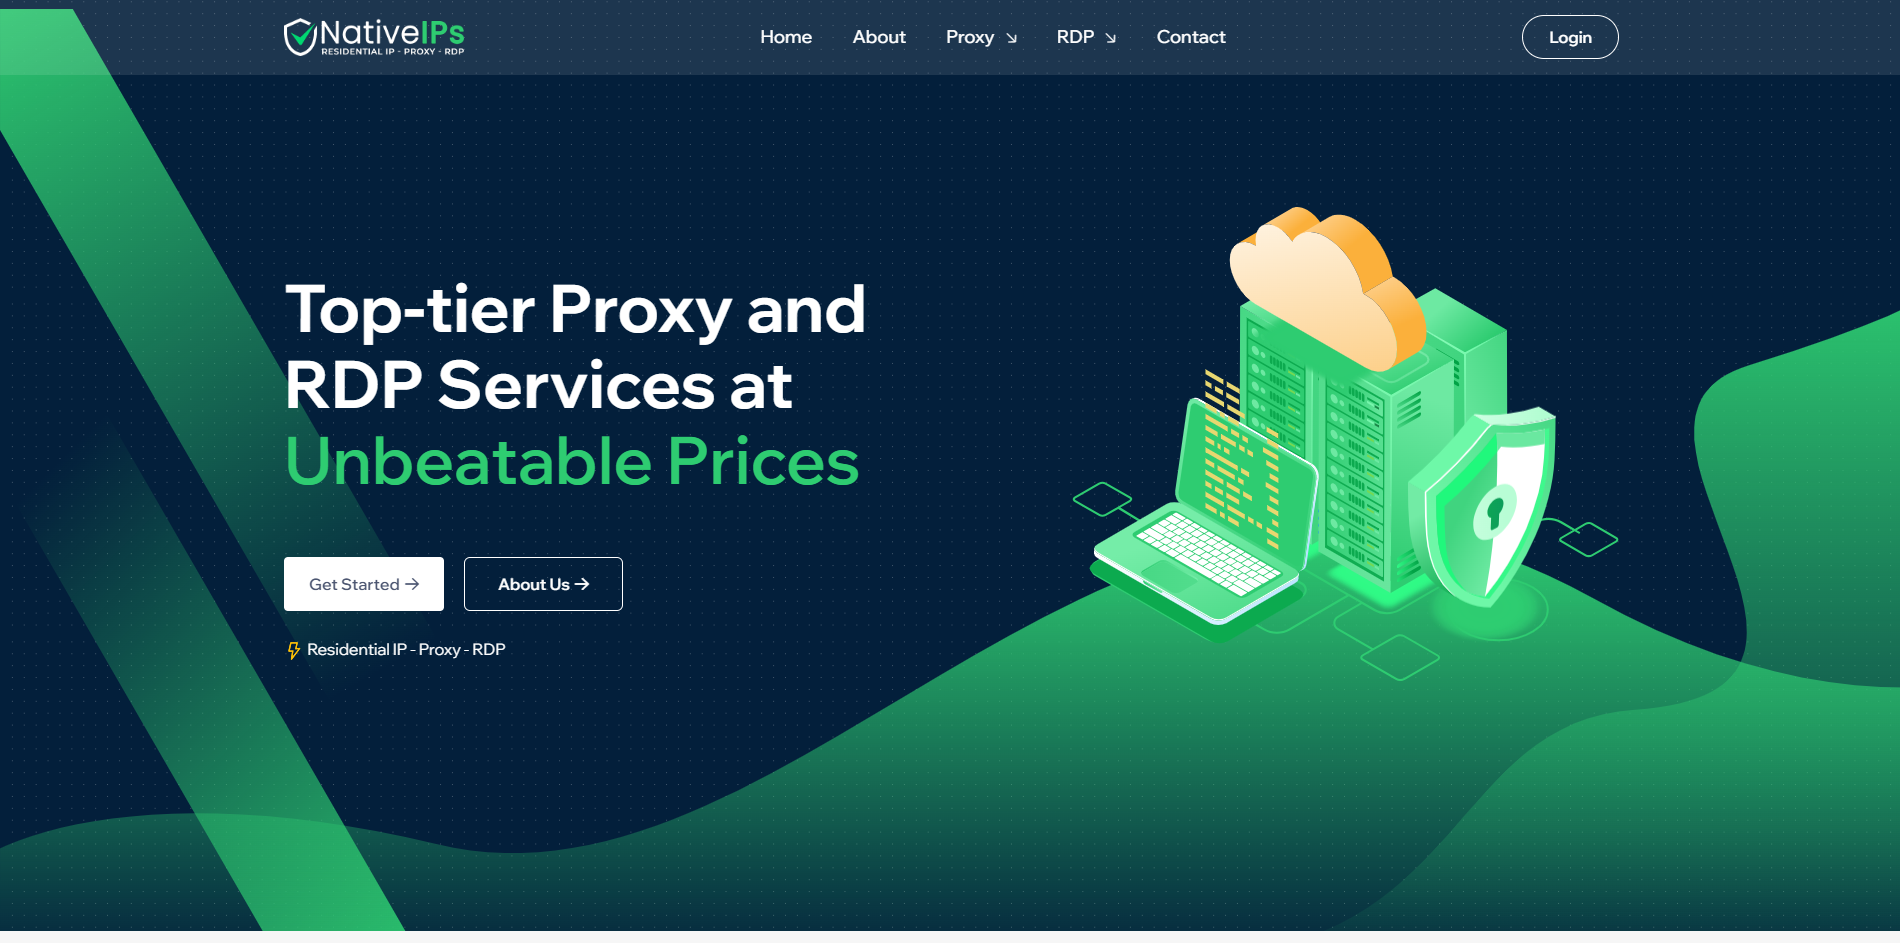 NativeIPs
RESIDENTIAL IP - PROXY - RDP
Home
About
Proxy
RDP
Contact
Login
Top-tier Proxy and
RDP Services at
Unbeatable Prices
Get Started →
About Us →
Residential IP - Proxy - RDP